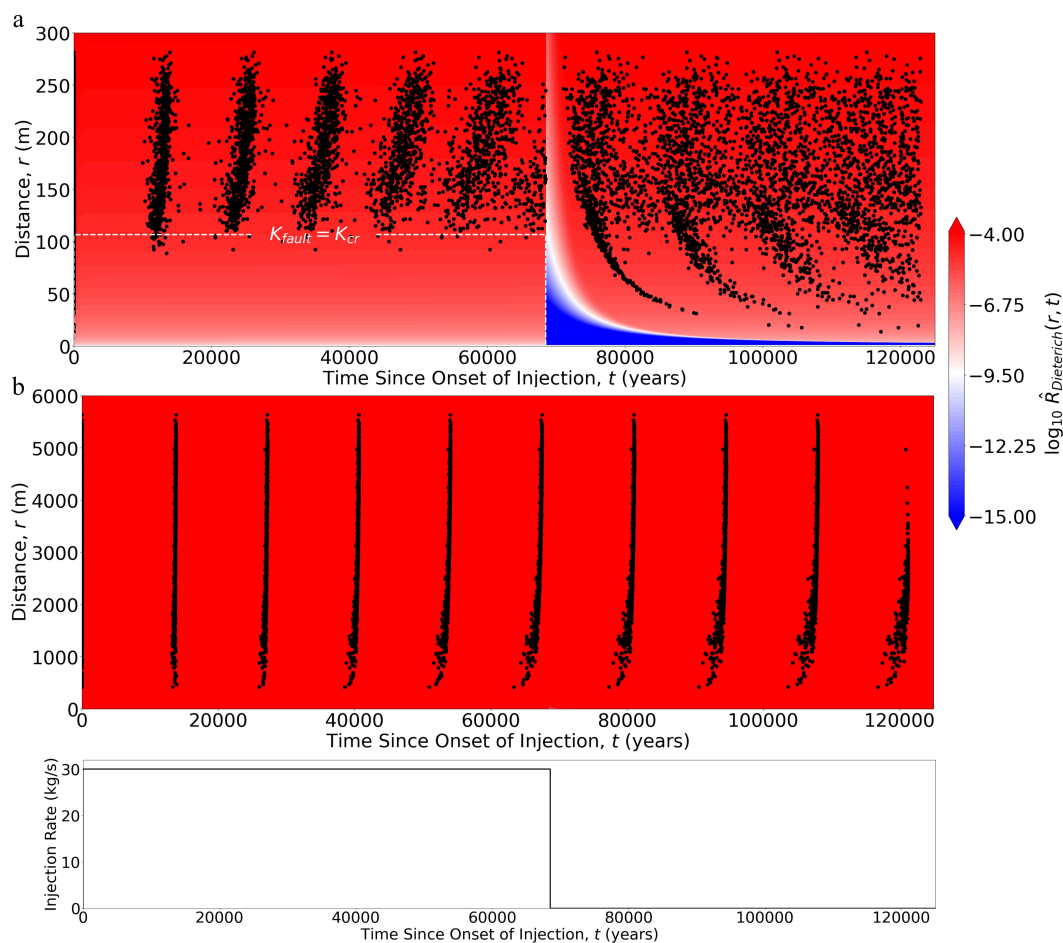 a
300
250
200
150
100
50
0
Distance, r (m)
K_fault = K_cr
0 20000 40000 60000 80000 100000 120000
Time Since Onset of Injection, t (years)
−4.00
−6.75
−9.50
−12.25
−15.00
log₁₀ R̂_Dieterich(r, t)
b
6000
5000
4000
3000
2000
1000
0
Distance, r (m)
0 20000 40000 60000 80000 100000 120000
Time Since Onset of Injection, t (years)
30
20
10
0
Injection Rate (kg/s)
0 20000 40000 60000 80000 100000 120000
Time Since Onset of Injection, t (years)